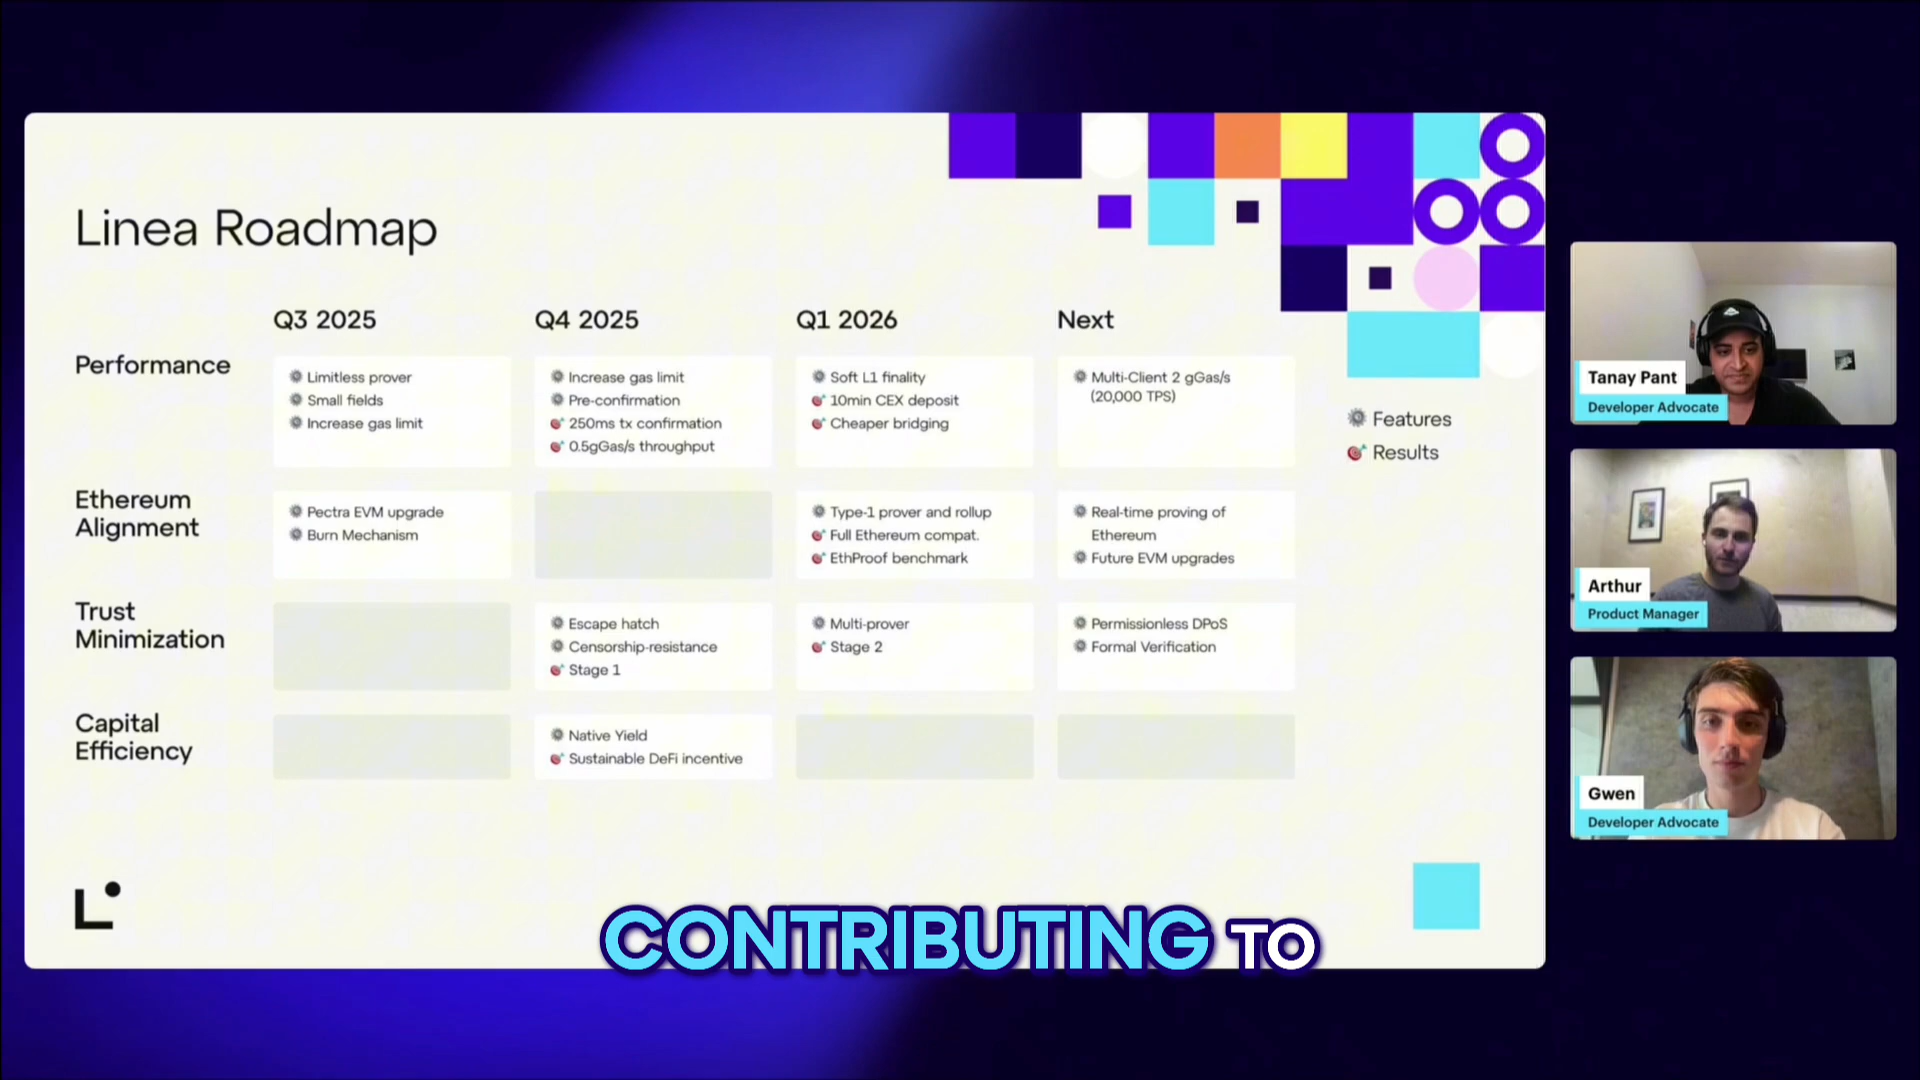 Linea Roadmap
Q3 2025
Q4 2025
Q1 2026
Next
Performance
Limitless prover
Small fields
Increase gas limit
Increase gas limit
Pre-confirmation
250ms tx confirmation
0.5gGas/s throughput
Soft L1 finality
10min CEX deposit
Cheaper bridging
Multi-Client 2 gGas/s
(20,000 TPS)
Features
Results
Ethereum
Alignment
Pectra EVM upgrade
Burn Mechanism
Type-1 prover and rollup
Full Ethereum compat.
EthProof benchmark
Real-time proving of
Ethereum
Future EVM upgrades
Trust
Minimization
Escape hatch
Censorship-resistance
Stage 1
Multi-prover
Stage 2
Permissionless DPoS
Formal Verification
Capital
Efficiency
Native Yield
Sustainable DeFi incentive
CONTRIBUTING TO
Tanay Pant
Developer Advocate
Arthur
Product Manager
Gwen
Developer Advocate